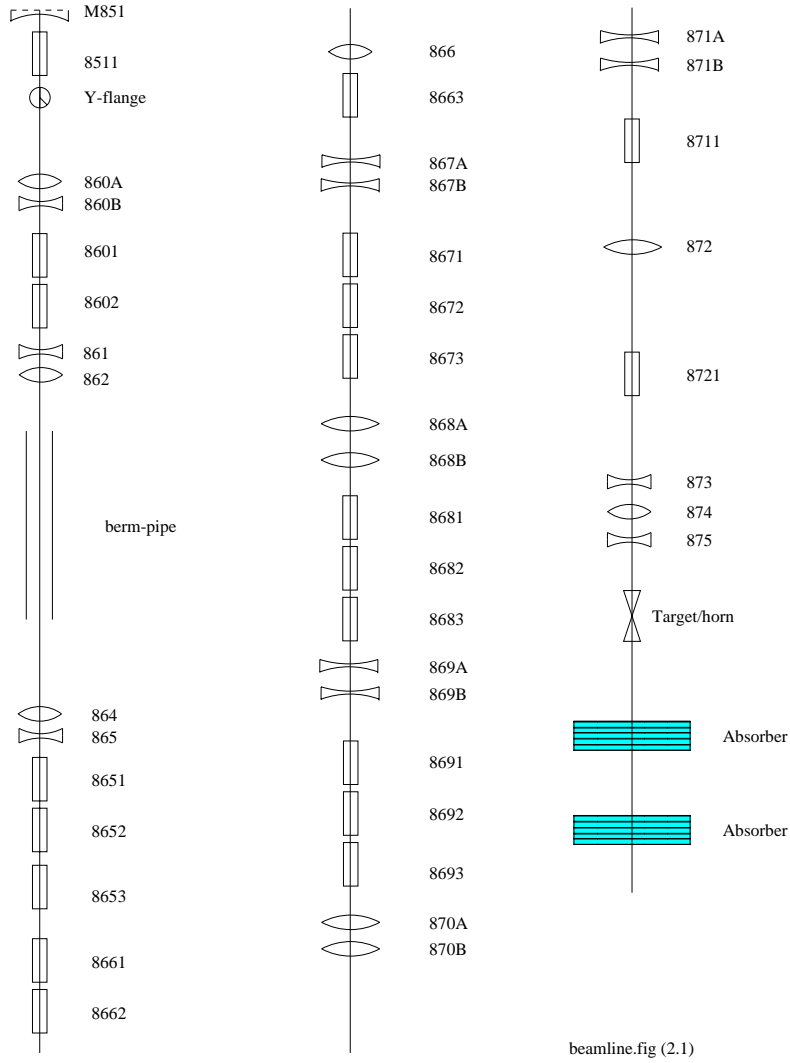 M851
8511
Y-flange
860A
860B
8601
8602
861
862
berm-pipe
864
865
8651
8652
8653
8661
8662
866
8663
867A
867B
8671
8672
8673
868A
868B
8681
8682
8683
869A
869B
8691
8692
8693
870A
870B
871A
871B
8711
872
8721
873
874
875
Target/horn
Absorber
Absorber
beamline.fig (2.1)